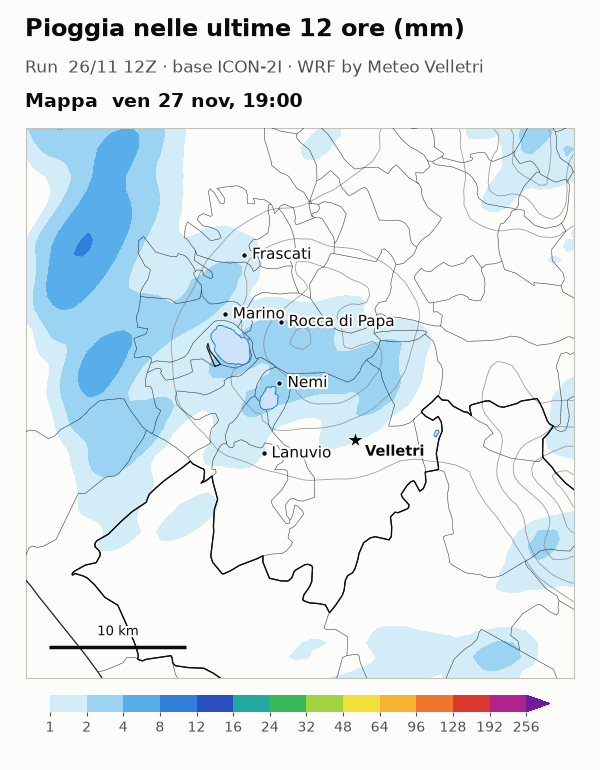 Pioggia nelle ultime 12 ore (mm)
Run  26/11 12Z · base ICON-2I · WRF by Meteo Velletri
Mappa  ven 27 nov, 19:00
Frascati
Marino
Rocca di Papa
Nemi
Velletri
Lanuvio
10 km
1 2 4 8 12 16 24 32 48 64 96 128 192 256